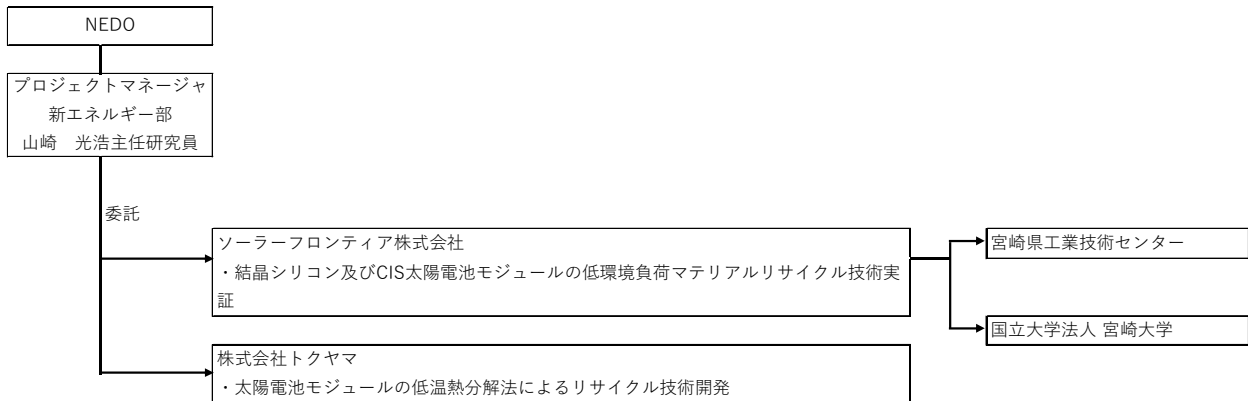 NEDO
プロジェクトマネージャ
新エネルギー部
山崎　光浩主任研究員
委託
ソーラーフロンティア株式会社
・結晶シリコン及びCIS太陽電池モジュールの低環境負荷マテリアルリサイクル技術実
証
宮崎県工業技術センター
国立大学法人 宮崎大学
株式会社トクヤマ
・太陽電池モジュールの低温熱分解法によるリサイクル技術開発